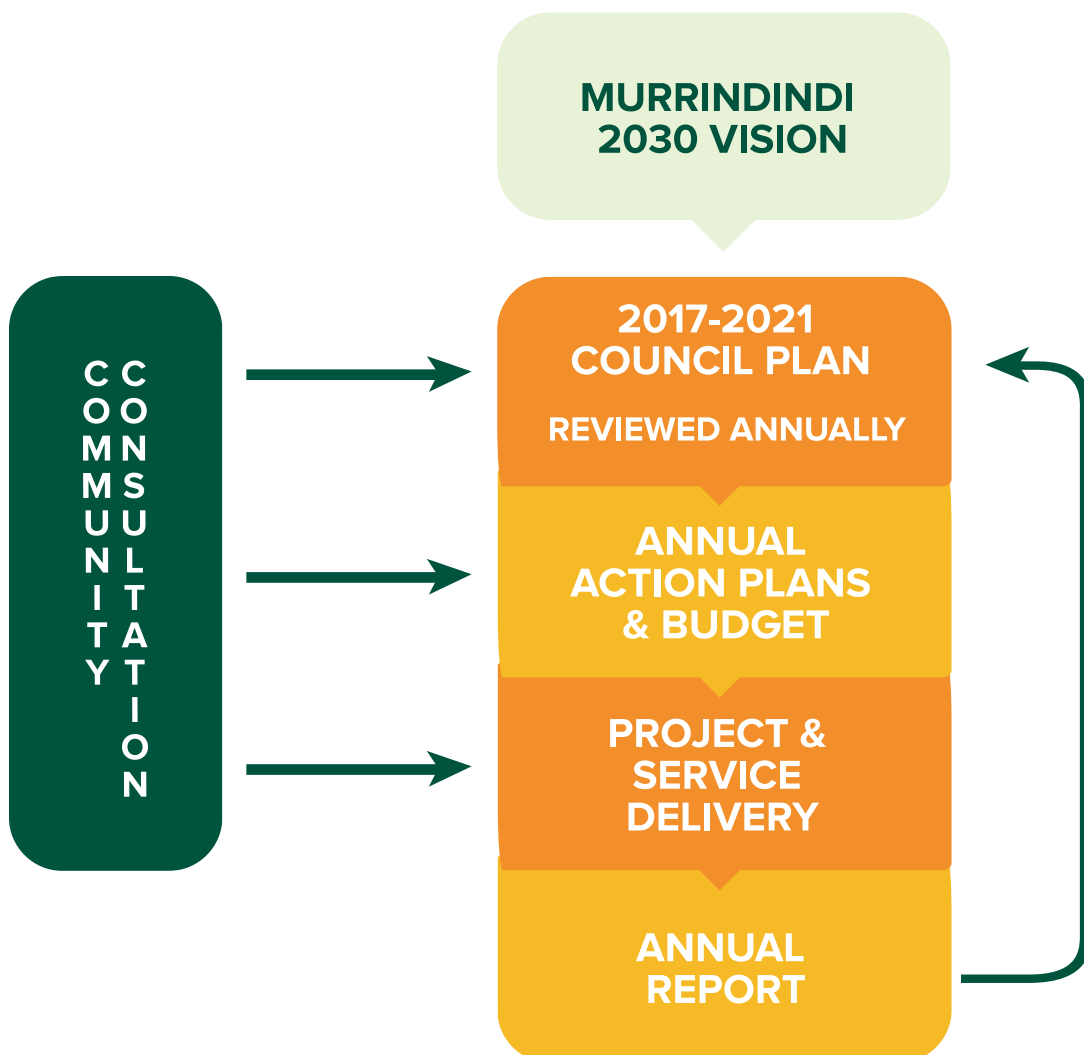 MURRINDINDI
2030 VISION
COMMUNITY
CONSULTATION
2017-2021
COUNCIL PLAN
REVIEWED ANNUALLY
ANNUAL
ACTION PLANS
& BUDGET
PROJECT &
SERVICE
DELIVERY
ANNUAL
REPORT